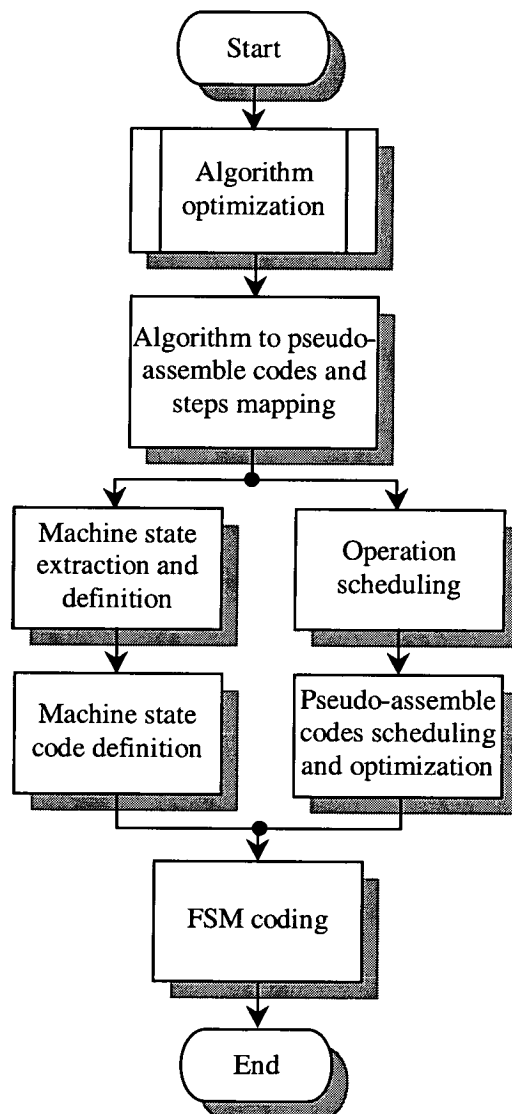 Start
Algorithm
optimization
Algorithm to pseudo-
assemble codes and
steps mapping
Machine state
extraction and
definition
Operation
scheduling
Machine state
code definition
Pseudo-assemble
codes scheduling
and optimization
FSM coding
End